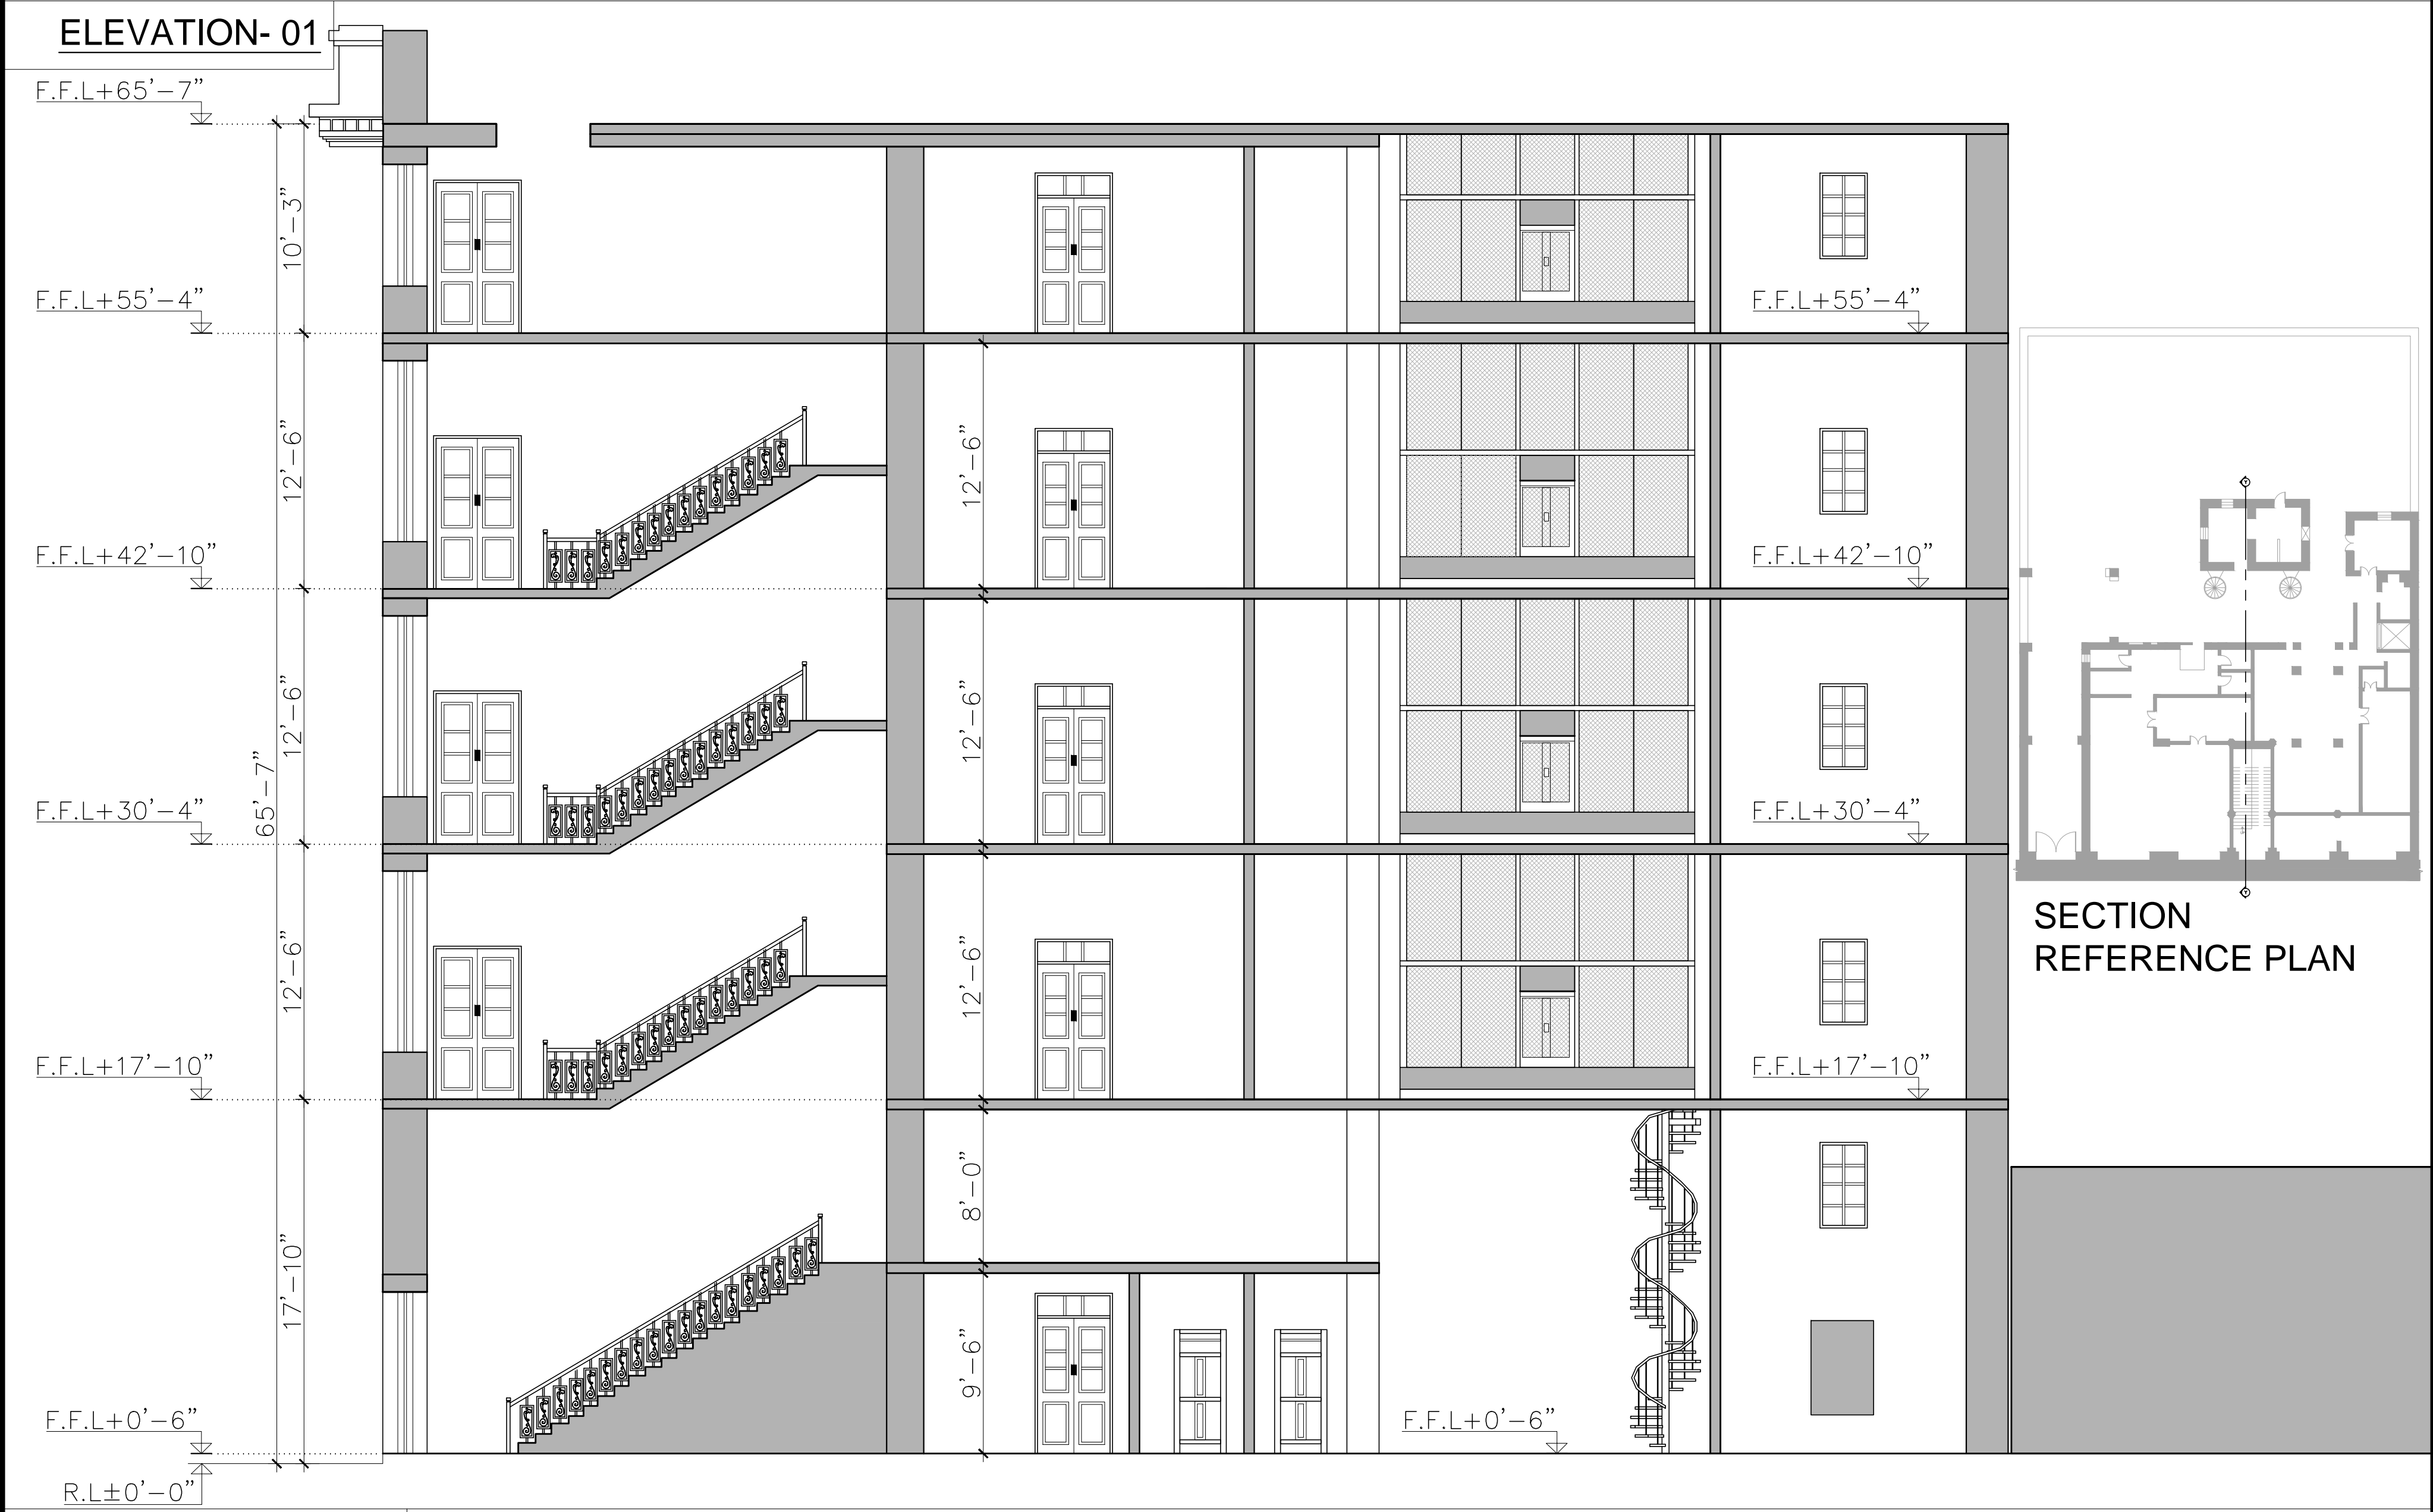 ELEVATION- 01
F.F.L+65’-7”
10’-3”
F.F.L+55’-4”
F.F.L+55’-4”
12’-6”
12’-6”
F.F.L+42’-10”
F.F.L+42’-10”
12’-6”
12’-6”
65’-7”
F.F.L+30’-4”
F.F.L+30’-4”
SECTION
REFERENCE PLAN
12’-6”
12’-6”
F.F.L+17’-10”
F.F.L+17’-10”
8’-0”
17’-10”
9’-6”
F.F.L+0’-6”
F.F.L+0’-6”
R.L±0’-0”